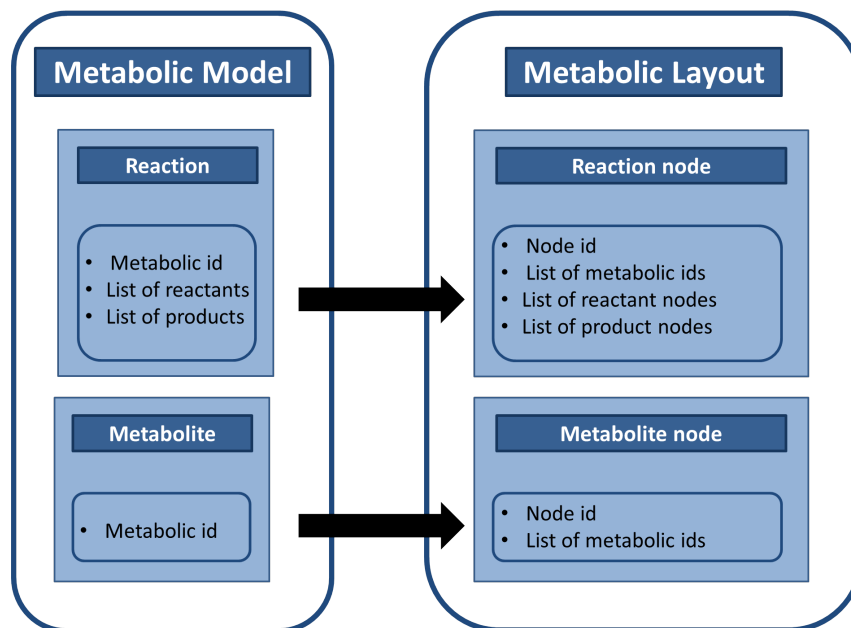 Metabolic Model
Reaction
• Metabolic id
• List of reactants
• List of products
Metabolite
• Metabolic id
Metabolic Layout
Reaction node
• Node id
• List of metabolic ids
• List of reactant nodes
• List of product nodes
Metabolite node
• Node id
• List of metabolic ids